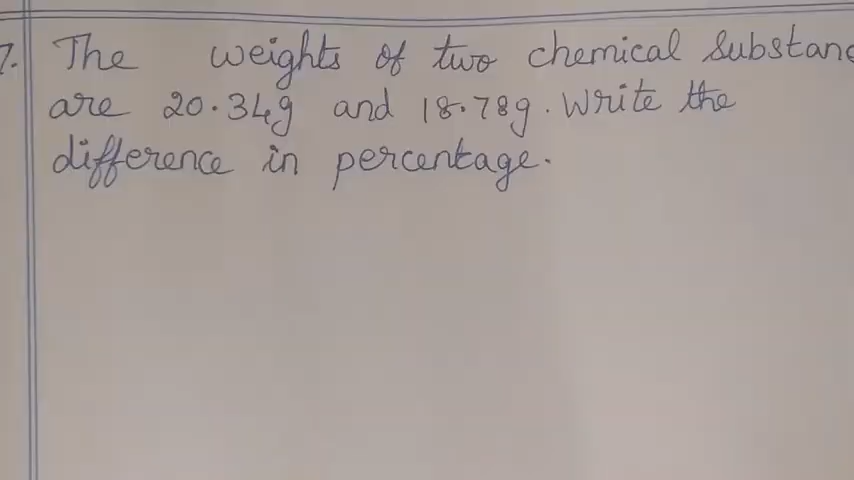 7. The weights of two chemical Substanc
are 20.34g and 18.78g. Write the
difference in percentage.